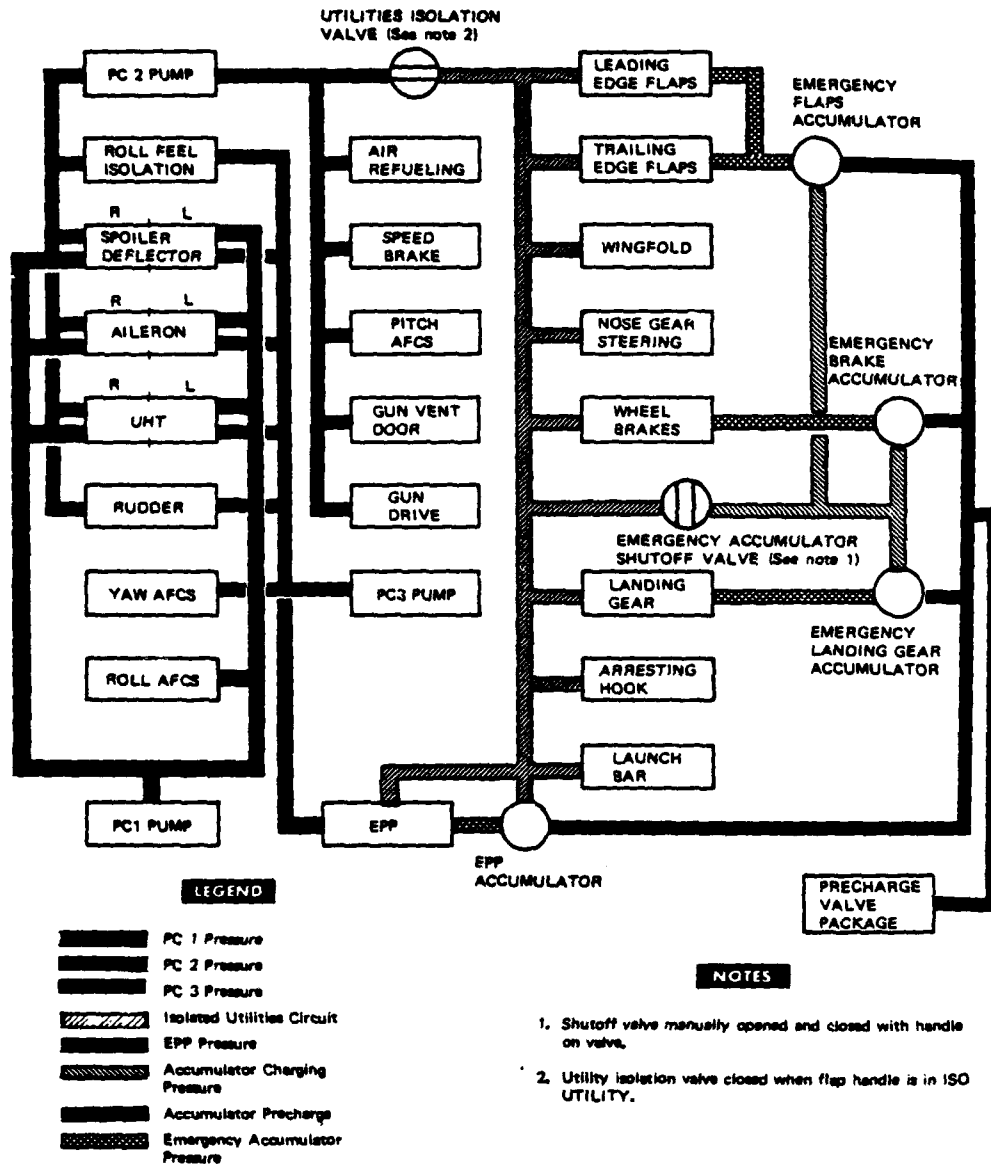 UTILITIES ISOLATION
VALVE (See note 2)
PC 2 PUMP
LEADING
EDGE FLAPS
EMERGENCY
FLAPS
ACCUMULATOR
ROLL FEEL
ISOLATION
AIR
REFUELING
TRAILING
EDGE FLAPS
R L
SPOILER
DEFLECTOR
SPEED
BRAKE
WINGFOLD
R L
AILERON
PITCH
AFCS
NOSE GEAR
STEERING
EMERGENCY
BRAKE
ACCUMULATOR
R L
UHT
GUN VENT
DOOR
WHEEL
BRAKES
RUDDER
GUN
DRIVE
EMERGENCY ACCUMULATOR
SHUTOFF VALVE (See note 1)
YAW AFCS
PC3 PUMP
LANDING
GEAR
EMERGENCY
LANDING GEAR
ACCUMULATOR
ROLL AFCS
ARRESTING
HOOK
LAUNCH
BAR
PC1 PUMP
EPP
EPP
ACCUMULATOR
PRECHARGE
VALVE
PACKAGE
LEGEND
PC 1 Pressure
PC 2 Pressure
PC 3 Pressure
Isolated Utilities Circuit
EPP Pressure
Accumulator Charging
Pressure
Accumulator Precharge
Emergency Accumulator
Pressure
NOTES
1. Shutoff valve manually opened and closed with handle
on valve.
2. Utility isolation valve closed when flap handle is in ISO
UTILITY.